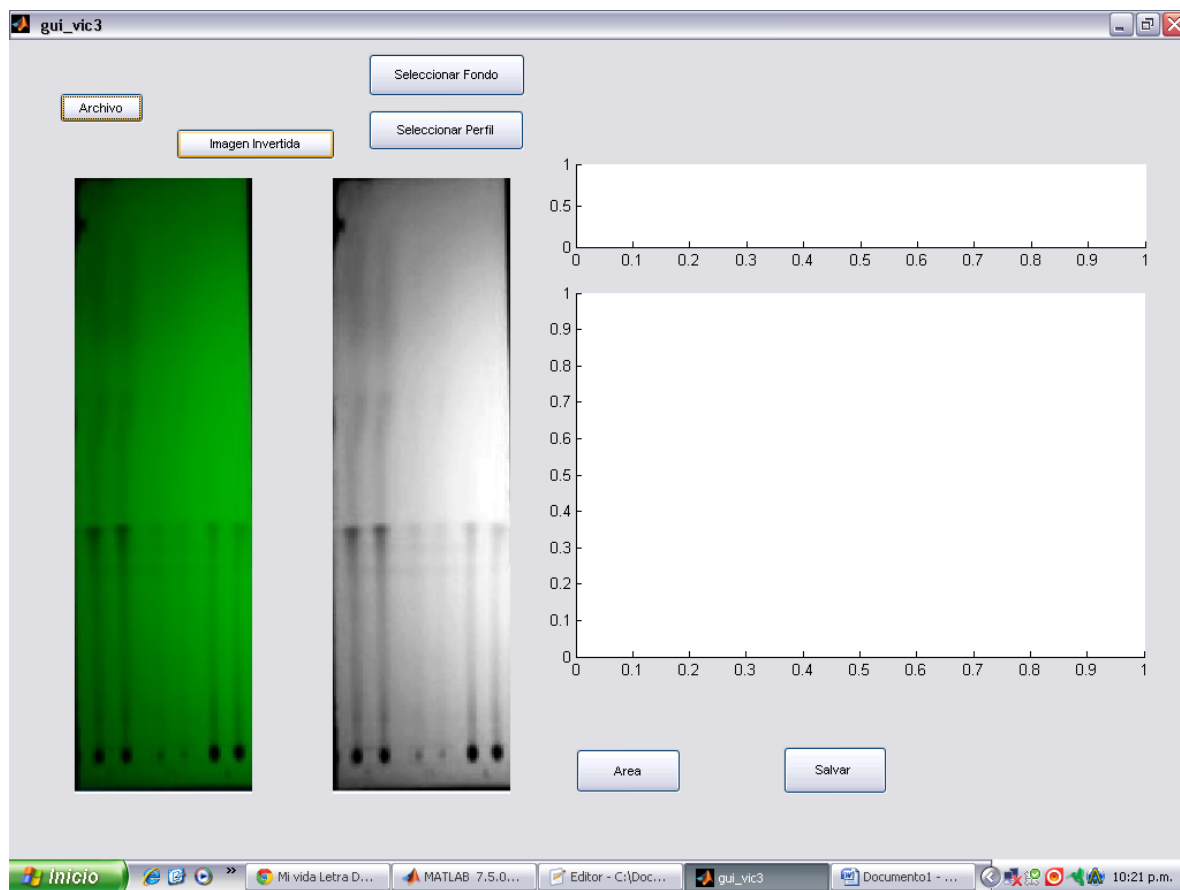 gui_vic3
Seleccionar Fondo
Archivo
Seleccionar Perfil
Imagen Invertida
1
0.5
0
0 0.1 0.2 0.3 0.4 0.5 0.6 0.7 0.8 0.9 1
1
0.9
0.8
0.7
0.6
0.5
0.4
0.3
0.2
0.1
0
0 0.1 0.2 0.3 0.4 0.5 0.6 0.7 0.8 0.9 1
Area Salvar
Inicio » Mi vida Letra D... MATLAB 7.5.0... Editor - C:\Doc... gui_vic3 Documento1 - ... 10:21 p.m.